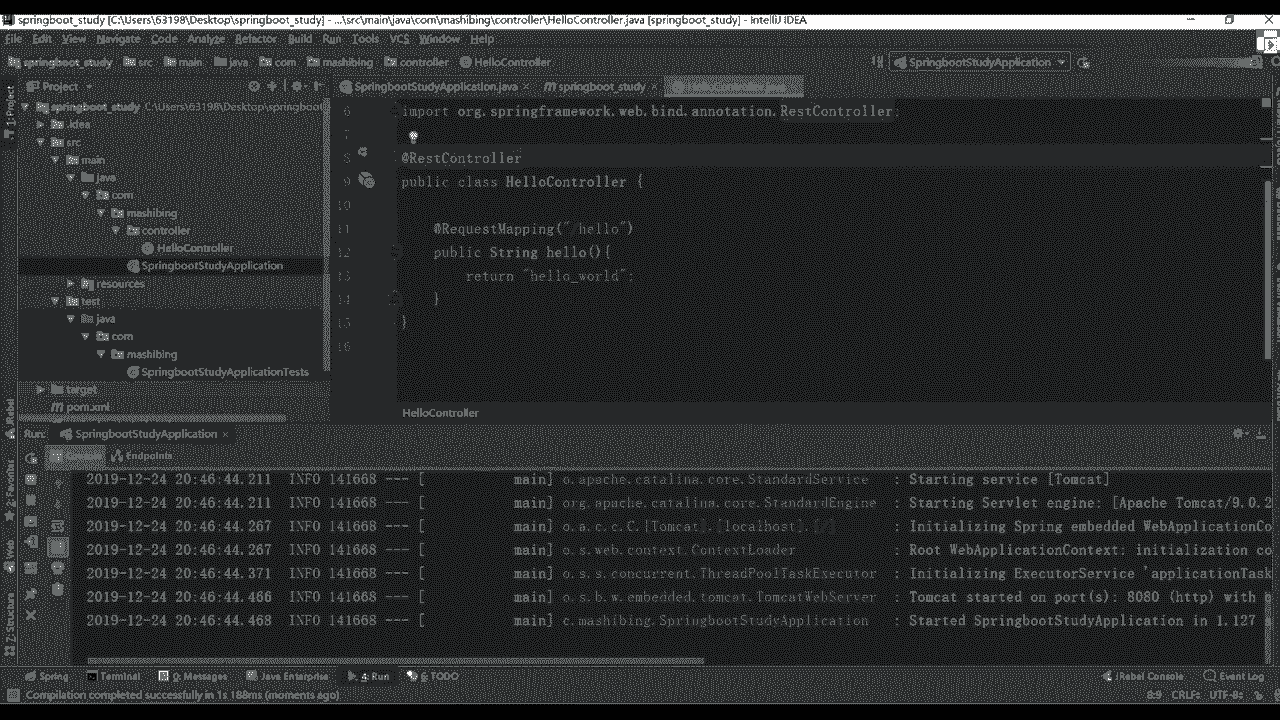 springboot_study [C:\Users\63198\Desktop\springboot_study] - ...\src\main\java\com\mashibing\controller\HelloController.java [springboot_study] - IntelliJ IDEA
File Edit View Navigate Code Analyze Refactor Build Run Tools VCS Window Help
springboot_study src main java com mashibing controller HelloController
SpringbootStudyApplication
1: Project
Project
SpringbootStudyApplication.java
springboot_study
springboot_study C:\Users\63198\Desktop\springboot
.idea
src
main
java
com
mashibing
controller
HelloController
SpringbootStudyApplication
resources
test
java
com
mashibing
SpringbootStudyApplicationTests
target
pom.xml
6 import org.springframework.web.bind.annotation.RestController;
7
8 @RestController
9 public class HelloController {
10
11 @RequestMapping("/hello")
12 public String hello(){
13 return "hello_world";
14 }
15 }
16
HelloController
JRebel
2: Favorites
Web
Z: Structure
Run: SpringbootStudyApplication
Console Endpoints
2019-12-24 20:46:44.211 INFO 141668 --- [ main] o.apache.catalina.core.StandardService : Starting service [Tomcat]
2019-12-24 20:46:44.211 INFO 141668 --- [ main] org.apache.catalina.core.StandardEngine : Starting Servlet engine: [Apache Tomcat/9.0.2
2019-12-24 20:46:44.267 INFO 141668 --- [ main] o.a.c.c.C.[Tomcat].[localhost].[/] : Initializing Spring embedded WebApplicationCo
2019-12-24 20:46:44.267 INFO 141668 --- [ main] o.s.web.context.ContextLoader : Root WebApplicationContext: initialization co
2019-12-24 20:46:44.371 INFO 141668 --- [ main] o.s.s.concurrent.ThreadPoolTaskExecutor : Initializing ExecutorService 'applicationTask
2019-12-24 20:46:44.466 INFO 141668 --- [ main] o.s.b.w.embedded.tomcat.TomcatWebServer : Tomcat started on port(s): 8080 (http) with
2019-12-24 20:46:44.468 INFO 141668 --- [ main] c.mashibing.SpringbootStudyApplication : Started SpringbootStudyApplication in 1.127
Spring Terminal 0: Messages Java Enterprise 4: Run 6: TODO JRebel Console Event Log
Compilation completed successfully in 1s 188ms (moments ago) 8:9 CRLF UTF-8